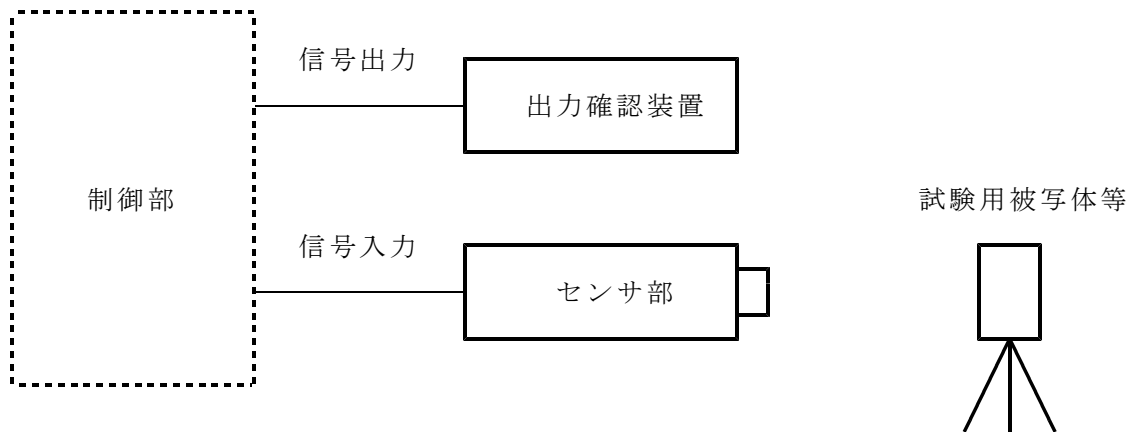 信号出力
出力確認装置
制御部
試験用被写体等
信号入力
センサ部